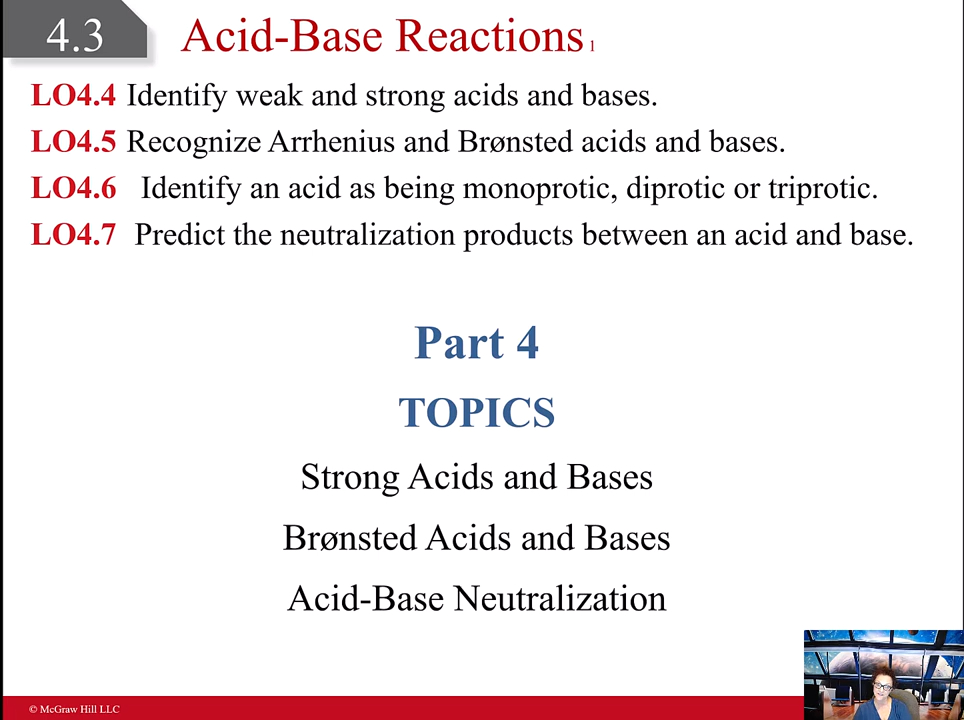 4.3
Acid-Base Reactions 1
LO4.4 Identify weak and strong acids and bases.
LO4.5 Recognize Arrhenius and Brønsted acids and bases.
LO4.6 Identify an acid as being monoprotic, diprotic or triprotic.
LO4.7 Predict the neutralization products between an acid and base.
Part 4
TOPICS
Strong Acids and Bases
Brønsted Acids and Bases
Acid-Base Neutralization
© McGraw Hill LLC